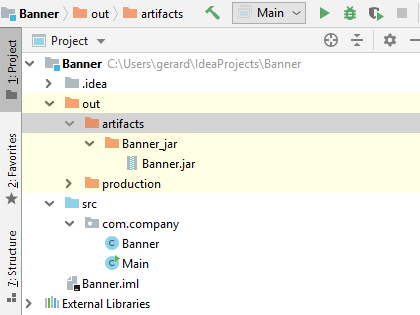 Banner out artifacts Main
1: Project
Project
Banner C:\Users\gerard\IdeaProjects\Banner
.idea
out
artifacts
Banner_jar
Banner.jar
production
src
com.company
Banner
Main
Banner.iml
External Libraries
2: Favorites
7: Structure